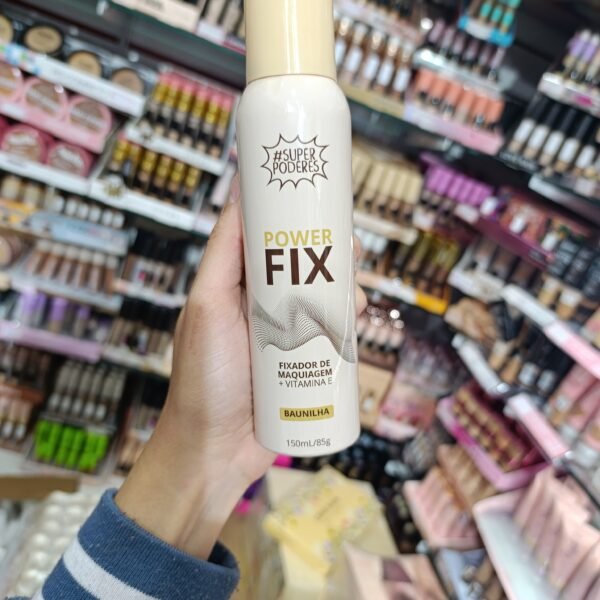 #SUPER
PODERES
POWER
FIX
FIXADOR DE
MAQUIAGEM
+ VITAMINA E
BAUNILHA
150mL/85g